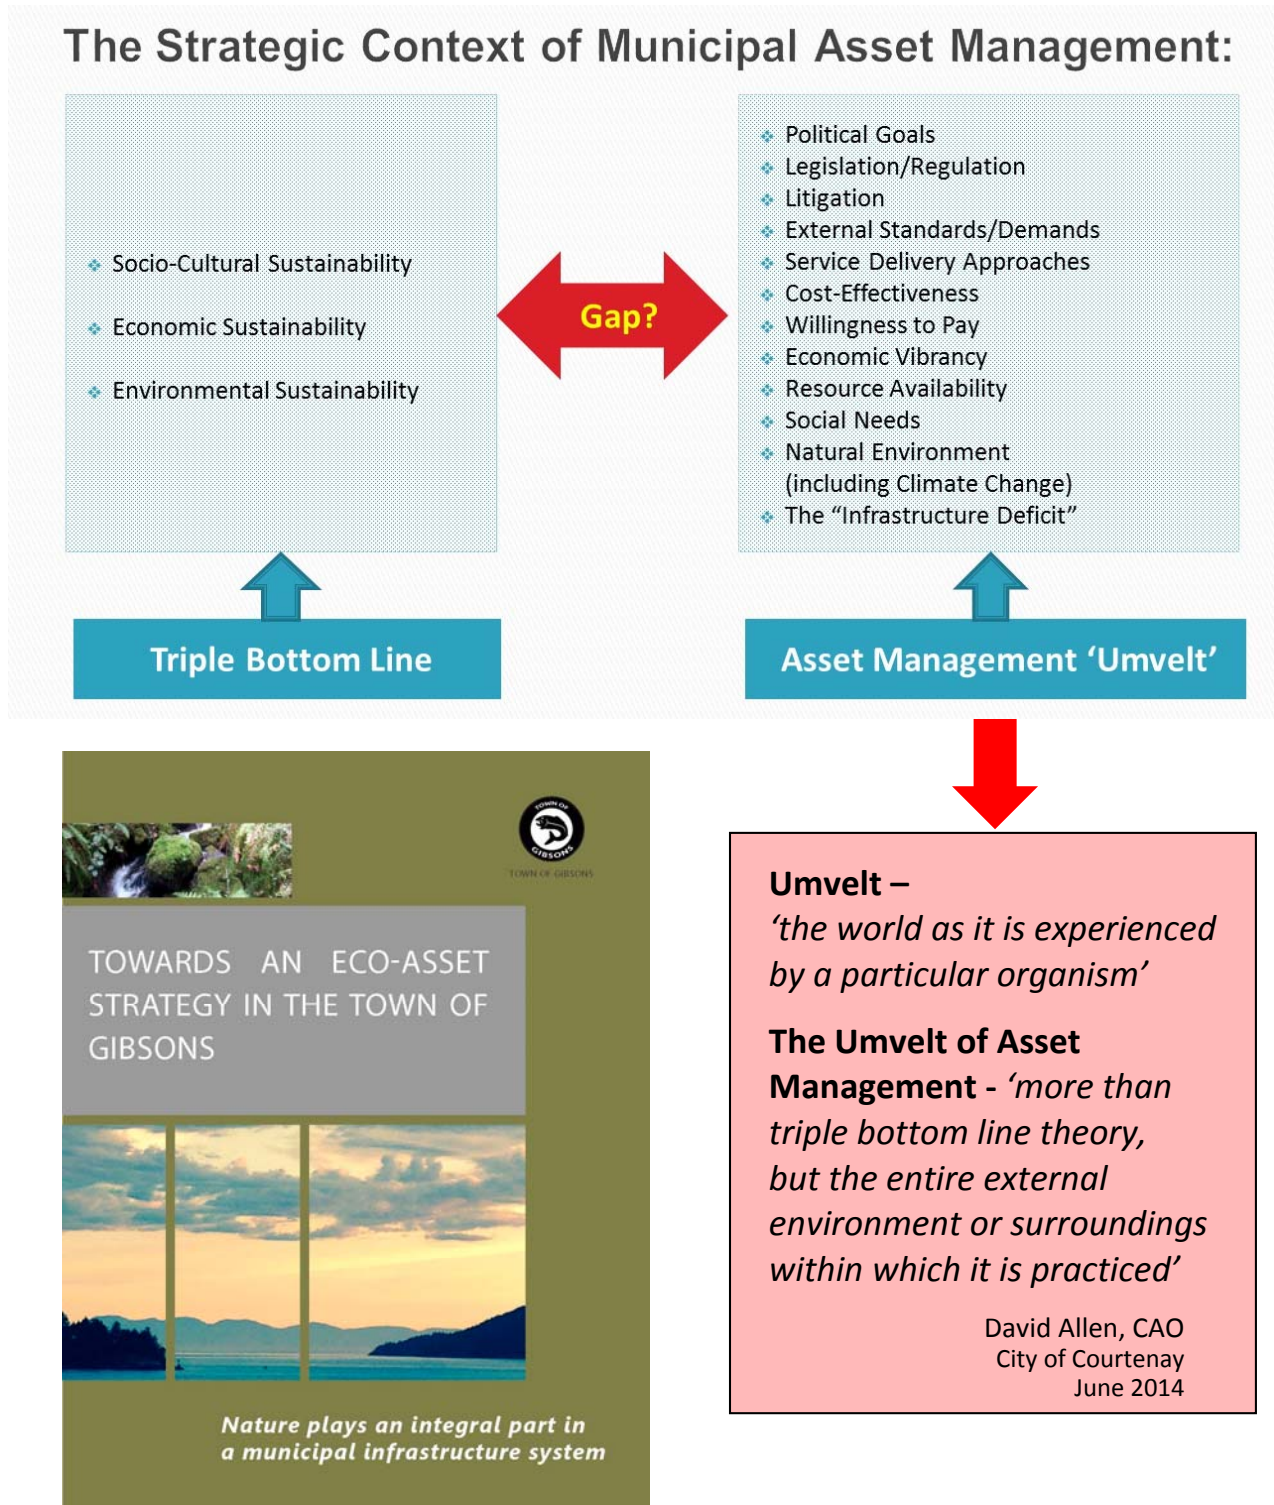 The Strategic Context of Municipal Asset Management:
Socio-Cultural Sustainability
Economic Sustainability
Environmental Sustainability
Gap?
Political Goals
Legislation/Regulation
Litigation
External Standards/Demands
Service Delivery Approaches
Cost-Effectiveness
Willingness to Pay
Economic Vibrancy
Resource Availability
Social Needs
Natural Environment
(including Climate Change)
The “Infrastructure Deficit”
Triple Bottom Line
Asset Management ‘Umvelt’
TOWN OF
GIBSONS
TOWN OF GIBSONS
TOWARDS AN ECO-ASSET
STRATEGY IN THE TOWN OF
GIBSONS
Nature plays an integral part in
a municipal infrastructure system
Umvelt –
‘the world as it is experienced
by a particular organism’
The Umvelt of Asset
Management - ‘more than
triple bottom line theory,
but the entire external
environment or surroundings
within which it is practiced’
David Allen, CAO
City of Courtenay
June 2014